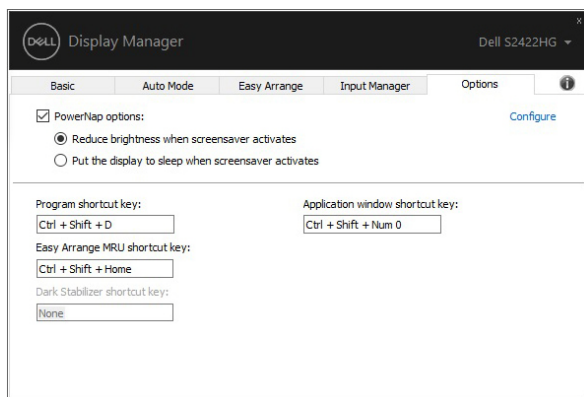 DELL Display Manager
Dell S2422HG
x
Basic
Auto Mode
Easy Arrange
Input Manager
Options
i
PowerNap options:
Configure
Reduce brightness when screensaver activates
Put the display to sleep when screensaver activates
Program shortcut key:
Application window shortcut key:
Ctrl + Shift + D
Ctrl + Shift + Num 0
Easy Arrange MRU shortcut key:
Ctrl + Shift + Home
Dark Stabilizer shortcut key:
None